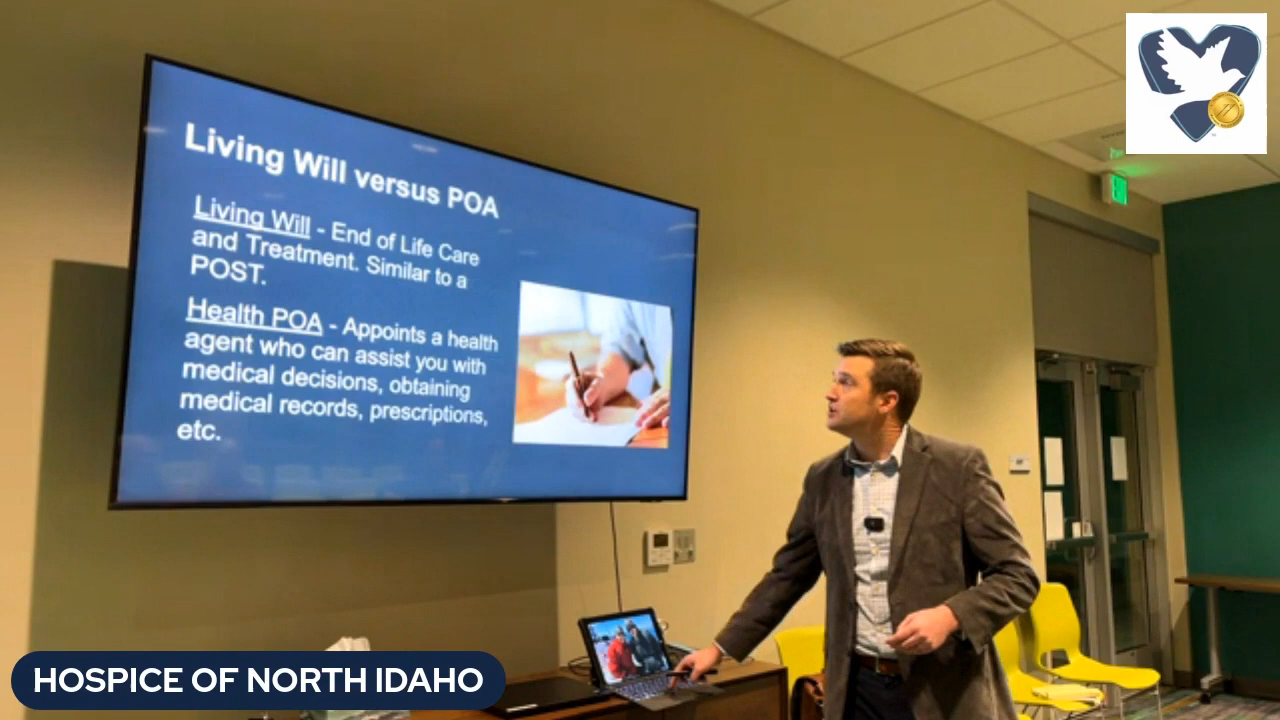 Living Will versus POA
Living Will - End of Life Care
and Treatment. Similar to a
POST.
Health POA - Appoints a health
agent who can assist you with
medical decisions, obtaining
medical records, prescriptions,
etc.
HOSPICE OF NORTH IDAHO